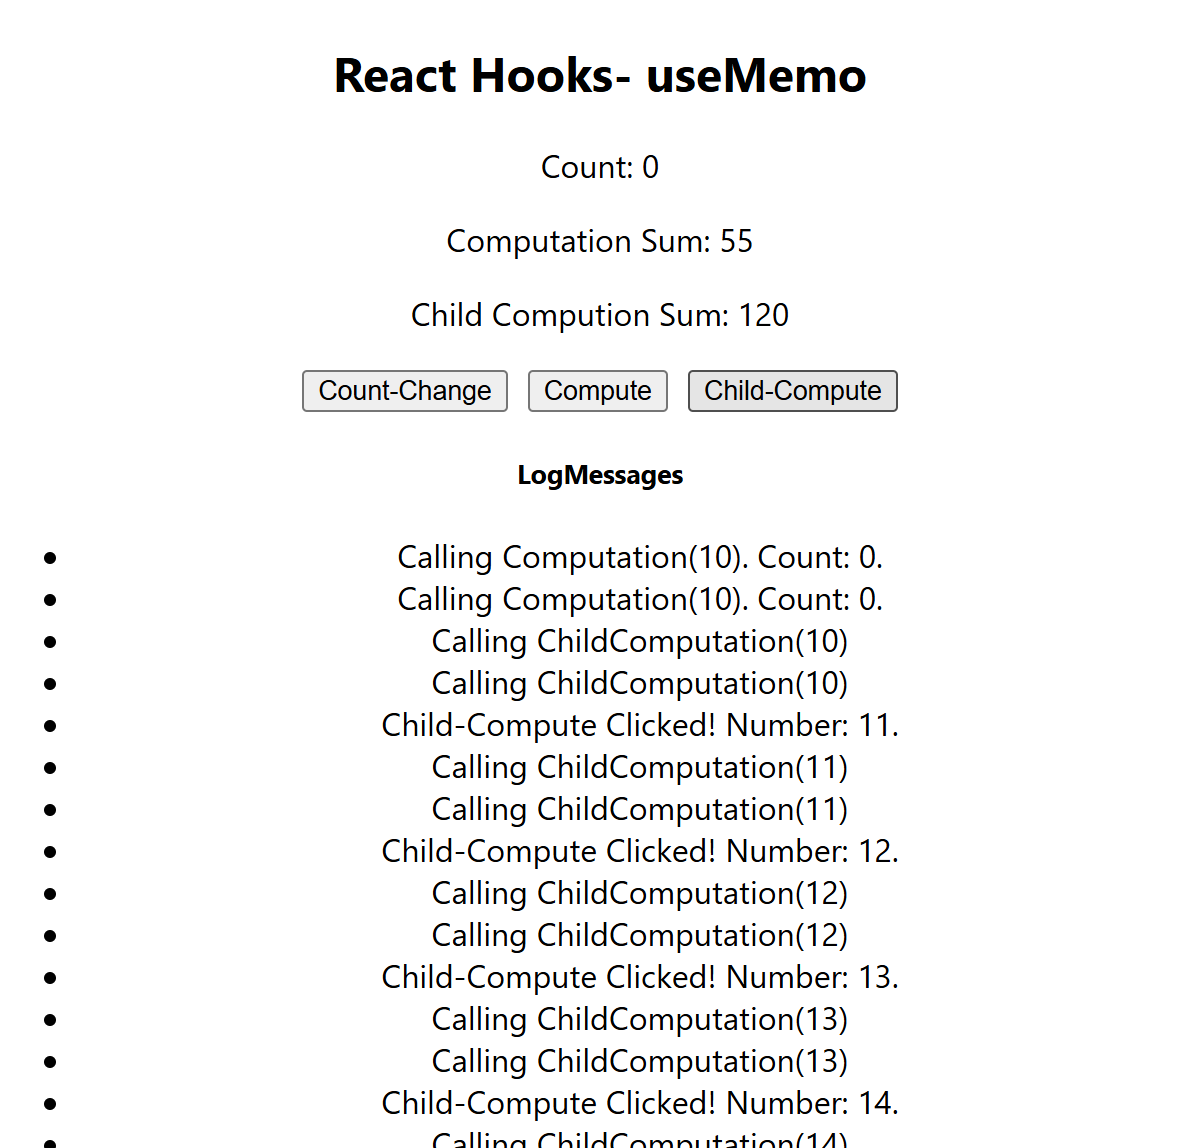 React Hooks- useMemo
Count: 0
Computation Sum: 55
Child Compution Sum: 120
Count-Change Compute Child-Compute
LogMessages
Calling Computation(10). Count: 0.
Calling Computation(10). Count: 0.
Calling ChildComputation(10)
Calling ChildComputation(10)
Child-Compute Clicked! Number: 11.
Calling ChildComputation(11)
Calling ChildComputation(11)
Child-Compute Clicked! Number: 12.
Calling ChildComputation(12)
Calling ChildComputation(12)
Child-Compute Clicked! Number: 13.
Calling ChildComputation(13)
Calling ChildComputation(13)
Child-Compute Clicked! Number: 14.
Calling ChildComputation(14)